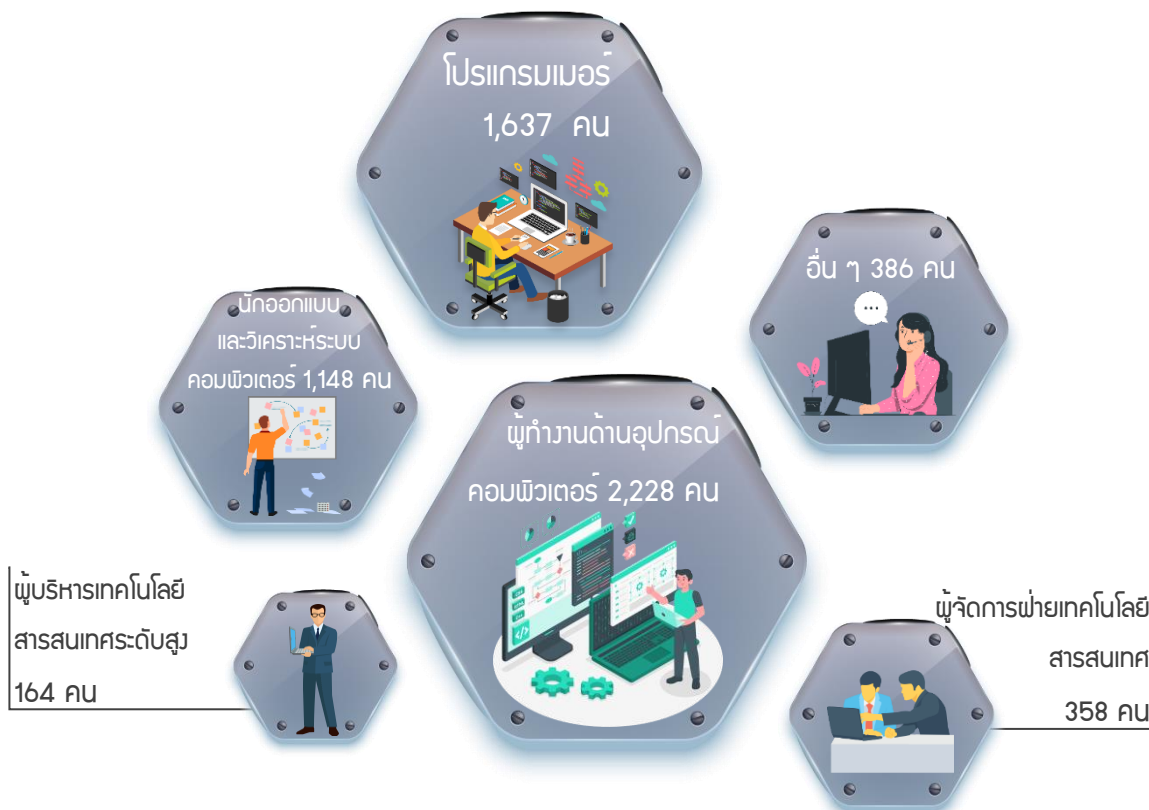 โปรแกรมเมอร์
1,637 คน
อื่น ๆ 386 คน
นักออกแบบ
และวิเคราะห์ระบบ
คอมพิวเตอร์ 1,148 คน
ผู้ทำงานด้านอุปกรณ์
คอมพิวเตอร์ 2,228 คน
ผู้บริหารเทคโนโลยี
สารสนเทศระดับสูง
164 คน
ผู้จัดการฝ่ายเทคโนโลยี
สารสนเทศ
358 คน